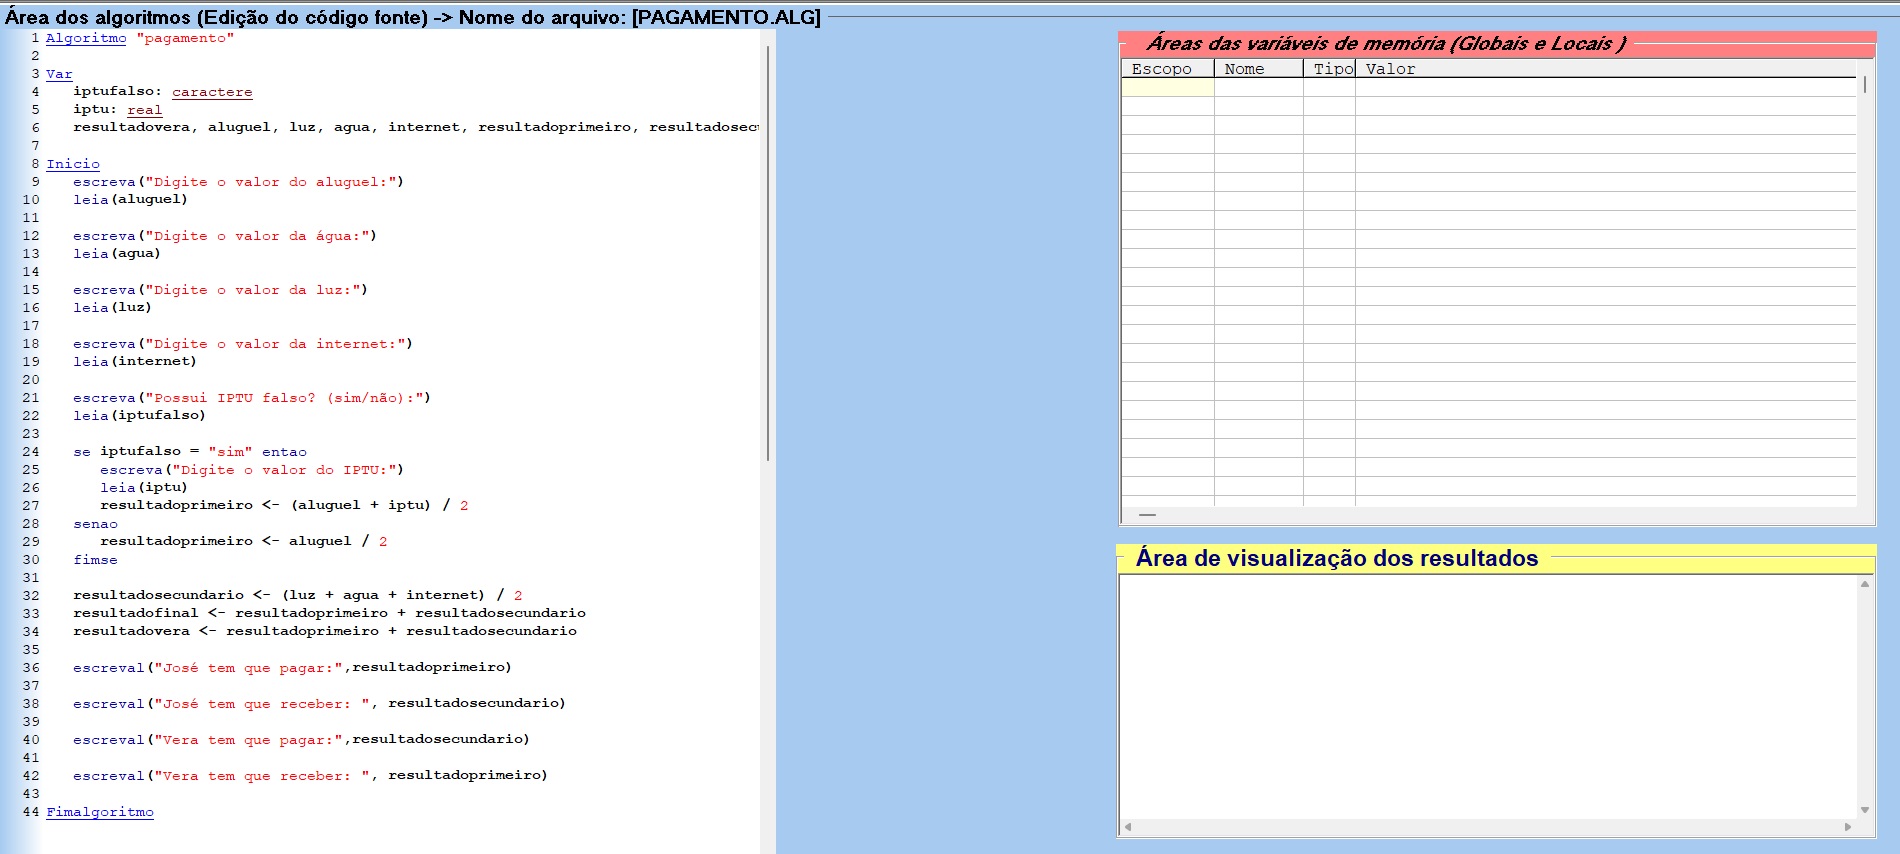 Área dos algoritmos (Edição do código fonte) -> Nome do arquivo: [PAGAMENTO.ALG]
1 Algoritmo "pagamento"
2
3 Var
4 iptufalso: caractere
5 iptu: real
6 resultadovera, aluguel, luz, agua, internet, resultadoprimeiro, resultadosecu
7
8 Inicio
9 escreva("Digite o valor do aluguel:")
10 leia(aluguel)
11
12 escreva("Digite o valor da água:")
13 leia(agua)
14
15 escreva("Digite o valor da luz:")
16 leia(luz)
17
18 escreva("Digite o valor da internet:")
19 leia(internet)
20
21 escreva("Possui IPTU falso? (sim/não):")
22 leia(iptufalso)
23
24 se iptufalso = "sim" entao
25 escreva("Digite o valor do IPTU:")
26 leia(iptu)
27 resultadoprimeiro <- (aluguel + iptu) / 2
28 senao
29 resultadoprimeiro <- aluguel / 2
30 fimse
31
32 resultadosecundario <- (luz + agua + internet) / 2
33 resultadofinal <- resultadoprimeiro + resultadosecundario
34 resultadovera <- resultadoprimeiro + resultadosecundario
35
36 escreval("José tem que pagar:",resultadoprimeiro)
37
38 escreval("José tem que receber: ", resultadosecundario)
39
40 escreval("Vera tem que pagar:",resultadosecundario)
41
42 escreval("Vera tem que receber: ", resultadoprimeiro)
43
44 Fimalgoritmo
Áreas das variáveis de memória (Globais e Locais )
Escopo Nome Tipo Valor
Área de visualização dos resultados